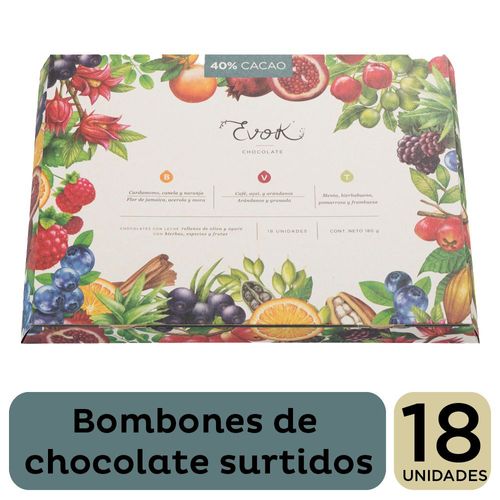 40% CACAO
Evok
CHOCOLATE
B
V
T
Cardamomo, canela y naranja
Flor de jamaica, acerola y mora
Café, açaí, y arándanos
Arándanos y granada
Menta, hierbabuena,
pomarrosa y frambuesa
CHOCOLATES CON LECHE rellenos de oliva y agave
CON hierbas, especias y frutas
18 UNIDADES
CONT. NETO 180 g
Bombones de
chocolate surtidos
18
UNIDADES